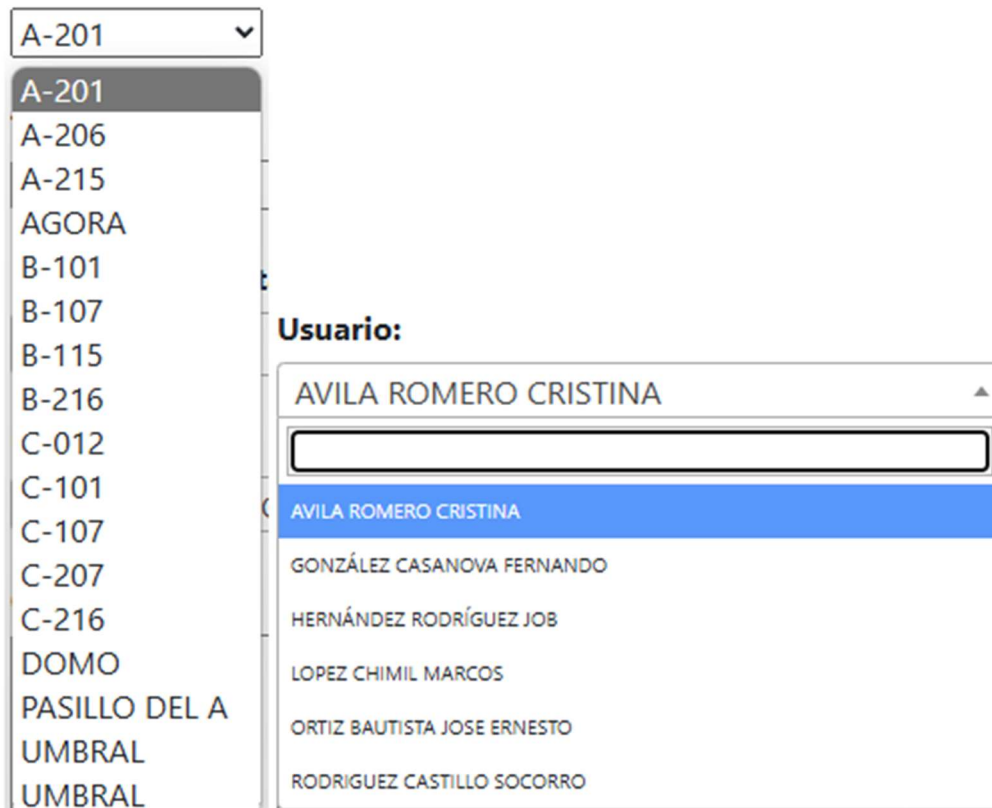 A-201
A-201
A-206
A-215
AGORA
B-101
B-107
B-115
B-216
C-012
C-101
C-107
C-207
C-216
DOMO
PASILLO DEL A
UMBRAL
UMBRAL
Usuario:
AVILA ROMERO CRISTINA
AVILA ROMERO CRISTINA
GONZÁLEZ CASANOVA FERNANDO
HERNÁNDEZ RODRÍGUEZ JOB
LOPEZ CHIMIL MARCOS
ORTIZ BAUTISTA JOSE ERNESTO
RODRIGUEZ CASTILLO SOCORRO